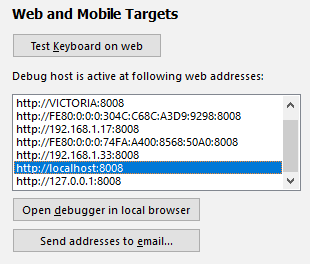 Web and Mobile Targets
Test Keyboard on web
Debug host is active at following web addresses:
http://VICTORIA:8008
http://FE80:0:0:0:304C:C68C:A3D9:9298:8008
http://192.168.1.17:8008
http://FE80:0:0:0:74FA:A400:8568:50A0:8008
http://192.168.1.33:8008
http://localhost:8008
http://127.0.0.1:8008
Open debugger in local browser
Send addresses to email...